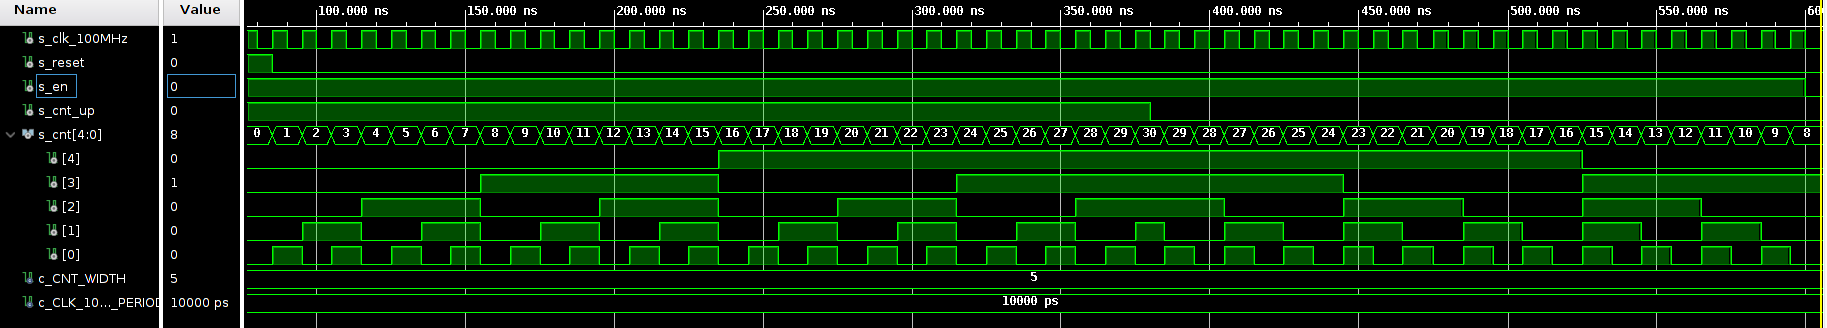 Name Value 100.000 ns 150.000 ns 200.000 ns 250.000 ns 300.000 ns 350.000 ns 400.000 ns 450.000 ns 500.000 ns 550.000 ns 60
s_clk_100MHz 1
s_reset 0
s_en 0
s_cnt_up 0
s_cnt[4:0] 8 0 1 2 3 4 5 6 7 8 9 10 11 12 13 14 15 16 17 18 19 20 21 22 23 24 25 26 27 28 29 30 29 28 27 26 25 24 23 22 21 20 19 18 17 16 15 14 13 12 11 10 9 8
[4] 0
[3] 1
[2] 0
[1] 0
[0] 0
c_CNT_WIDTH 5 5
c_CLK_10..._PERIOD 10000 ps 10000 ps